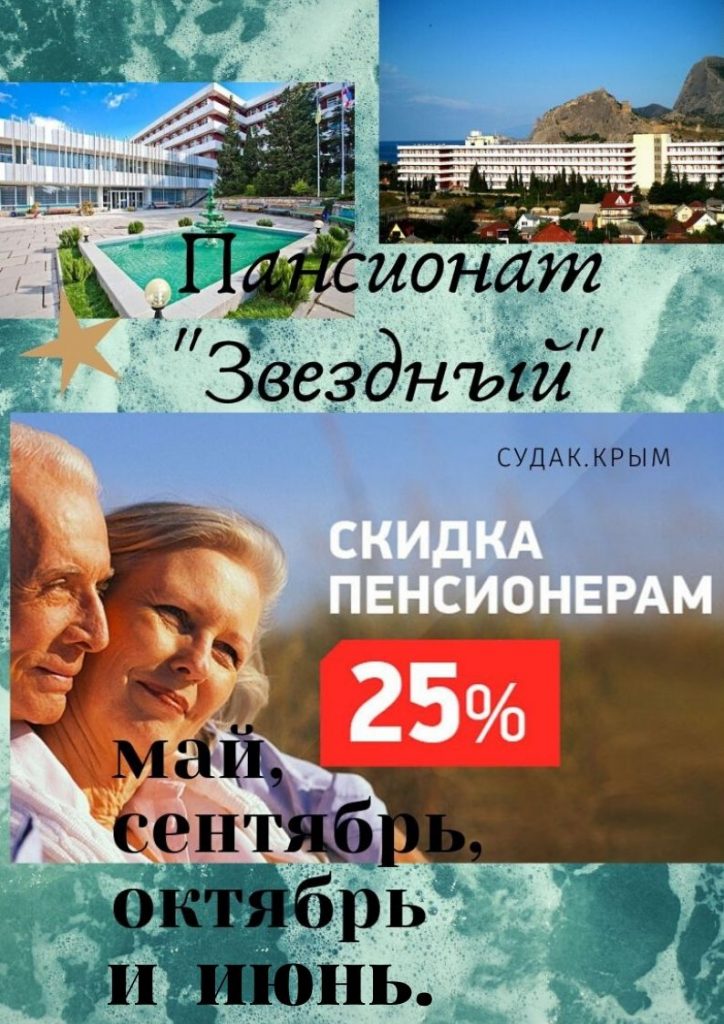 Пансионат
"Звездный"
СУДАК.КРЫМ
СКИДКА
ПЕНСИОНЕРАМ
25%
май,
сентябрь,
октябрь
и июнь.